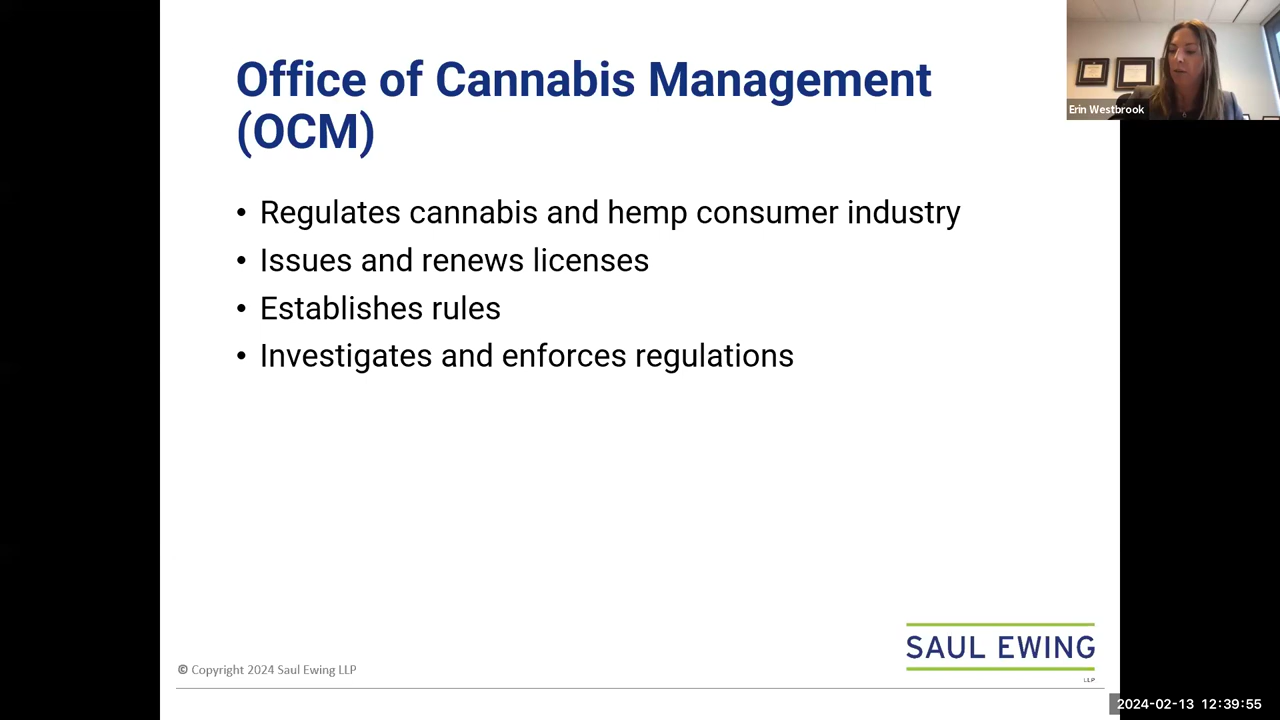 Office of Cannabis Management
(OCM)
Erin Westbrook
• Regulates cannabis and hemp consumer industry
• Issues and renews licenses
• Establishes rules
• Investigates and enforces regulations
SAUL EWING
LLP
© Copyright 2024 Saul Ewing LLP
2024-02-13 12:39:55